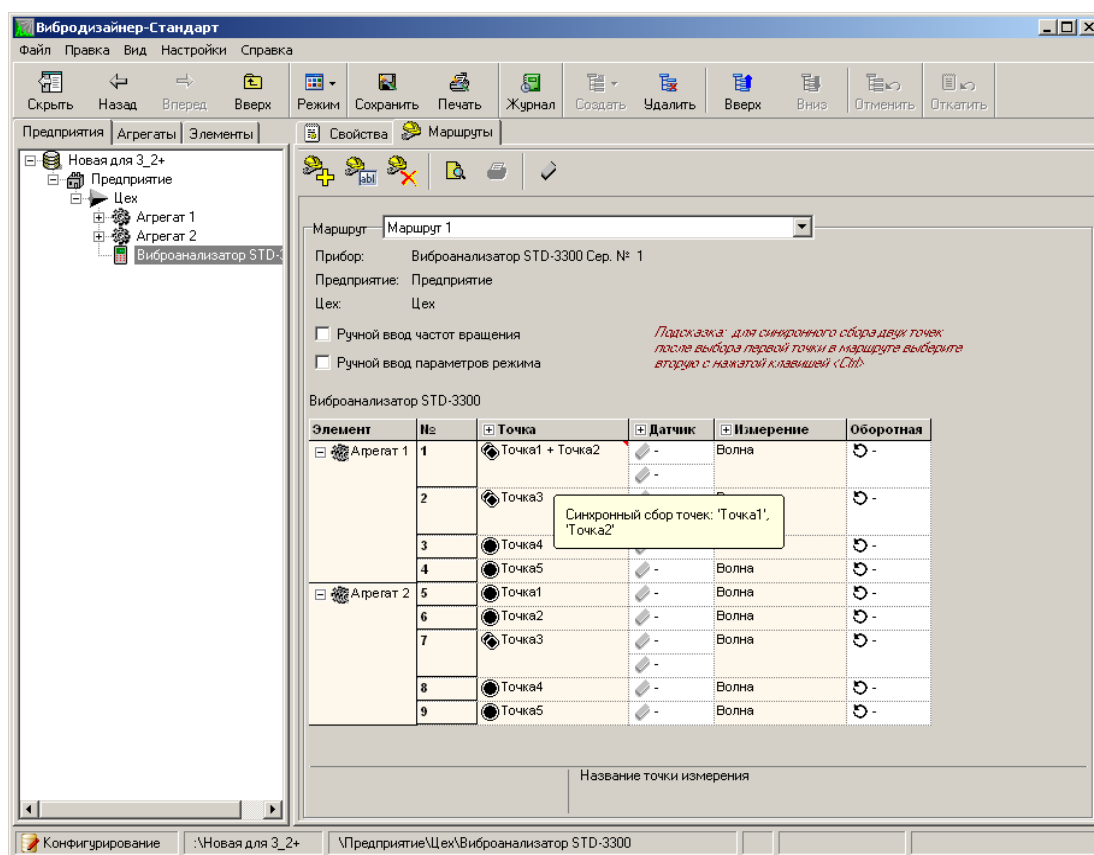 Вибродизайнер-Стандарт
Файл Правка Вид Настройки Справка
Скрыть Назад Вперед Вверх Режим Сохранить Печать Журнал Создать Удалить Вверх Вниз Отменить Откатить
Предприятия Агрегаты Элементы Свойства Маршруты
Новая для 3_2+
Предприятие
Цех
Агрегат 1
Агрегат 2
Виброанализатор STD-
abl
Маршрут Маршрут 1
Прибор: Виброанализатор STD-3300 Сер. № 1
Предприятие: Предприятие
Цех: Цех
Ручной ввод частот вращения
Ручной ввод параметров режима
Подсказка: для синхронного сбора двух точек
после выбора первой точки в маршруте выберите
вторую с нажатой клавишей <Ctrl>
Виброанализатор STD-3300
Элемент № Точка Датчик Измерение Оборотная
Агрегат 1 1 Точка1 + Точка2 - Волна -
-
2 Точка3 -
Синхронный сбор точек: 'Точка1',
'Точка2'
3 Точка4 -
4 Точка5 - Волна -
Агрегат 2 5 Точка1 - Волна -
6 Точка2 - Волна -
7 Точка3 - Волна -
-
8 Точка4 - Волна -
9 Точка5 - Волна -
Название точки измерения
Конфигурирование :\Новая для 3_2+ \Предприятие\Цех\Виброанализатор STD-3300